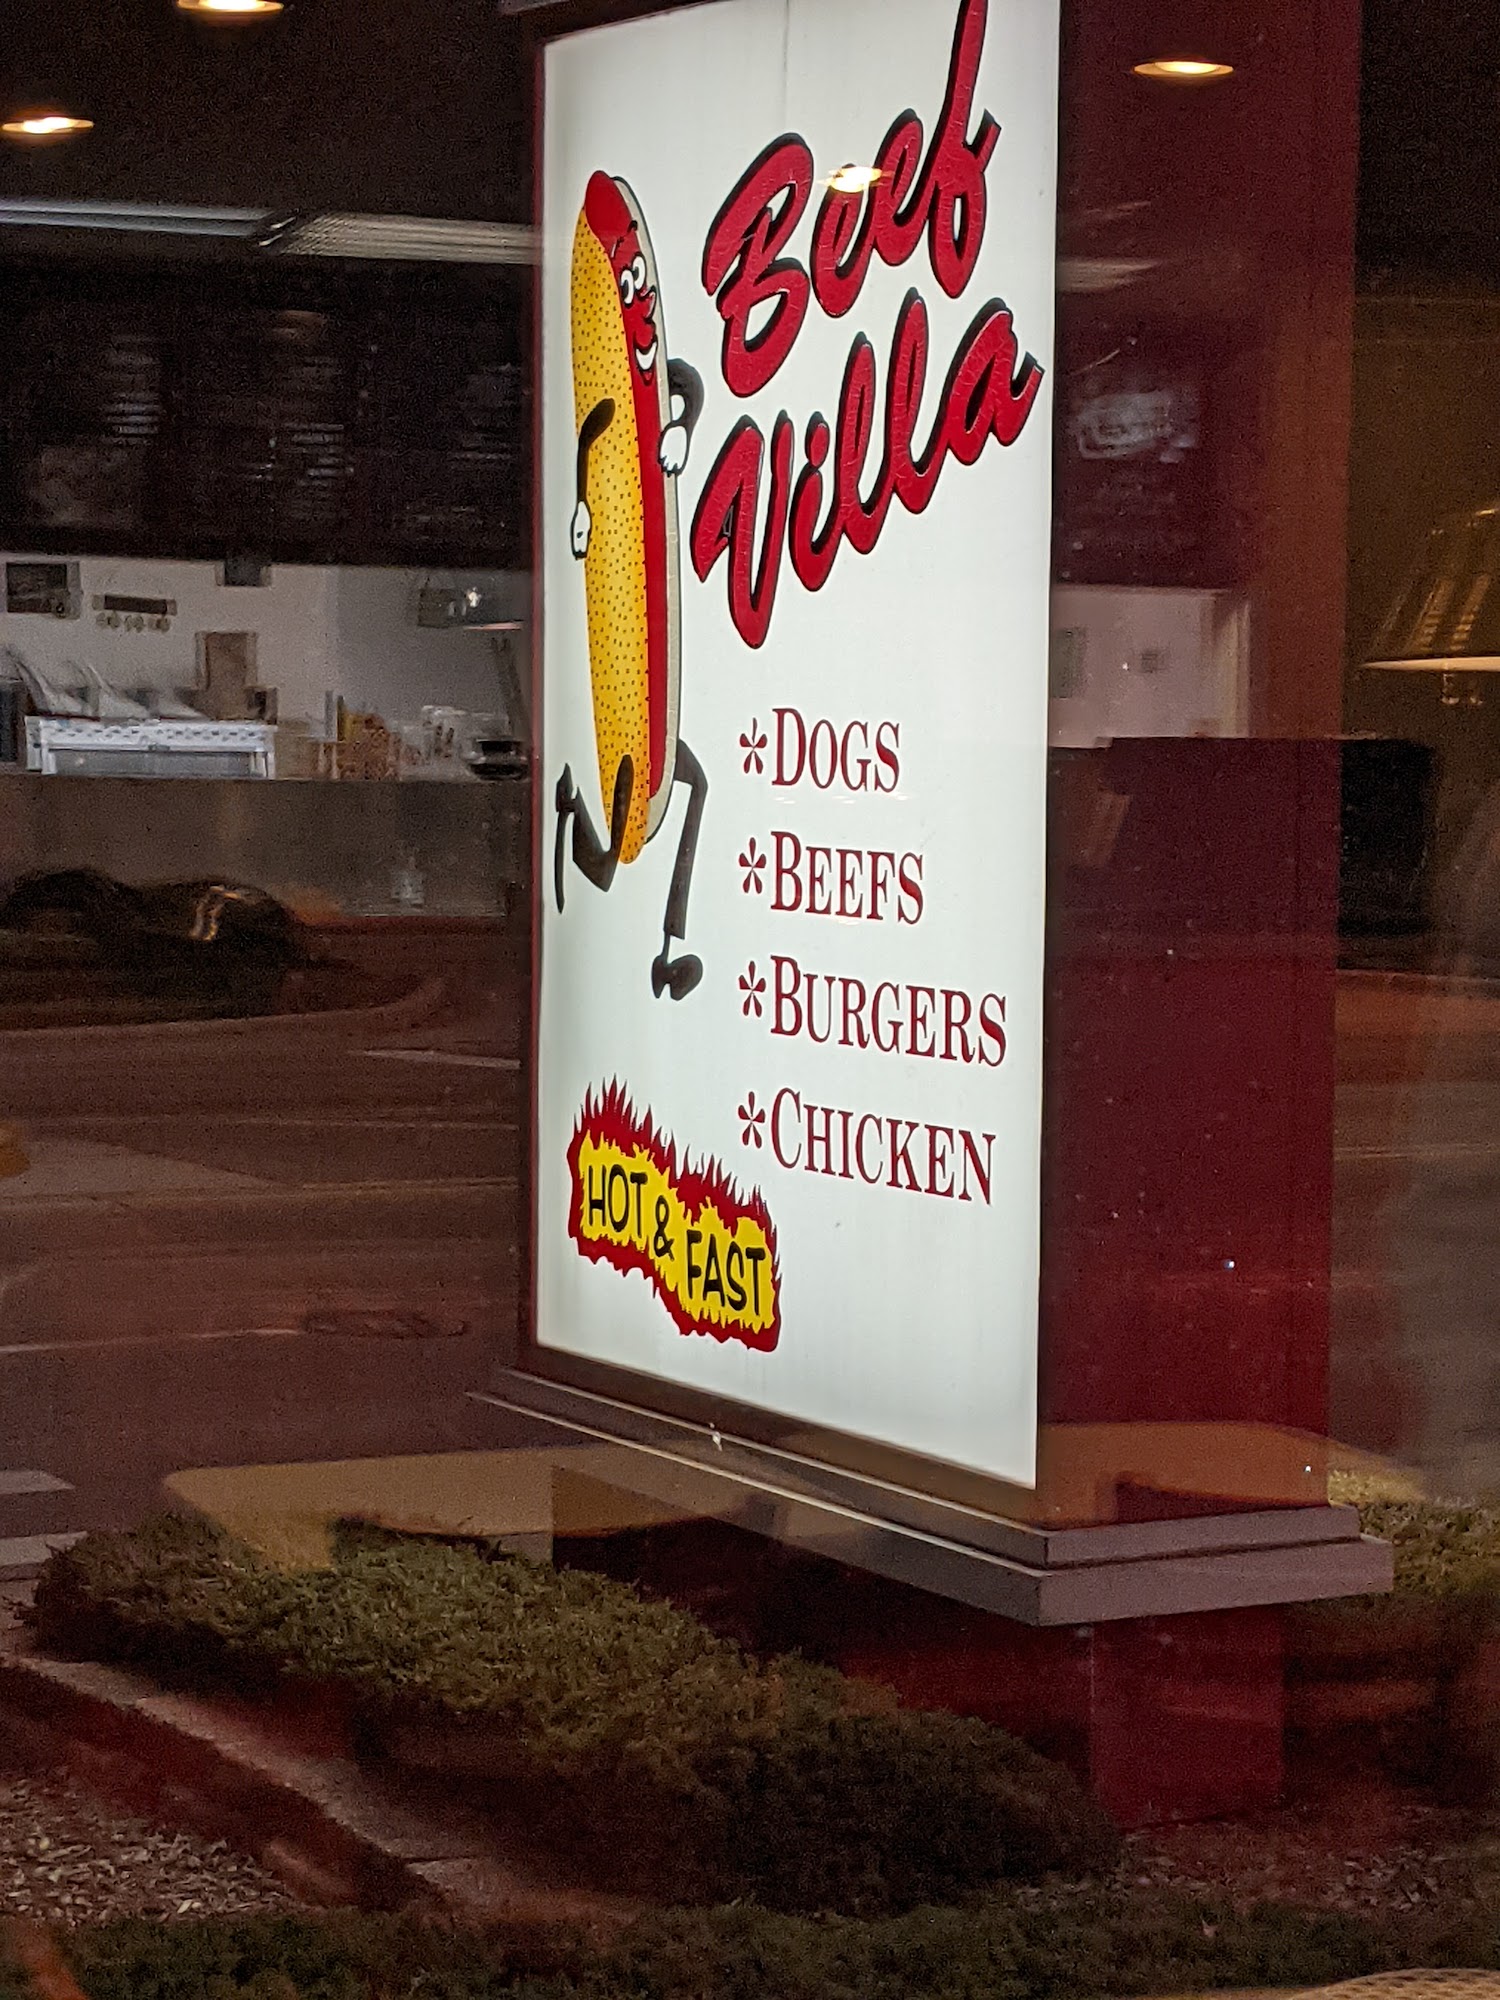 Beef
Villa
*DOGS
*BEEFS
*BURGERS
*CHICKEN
HOT & FAST